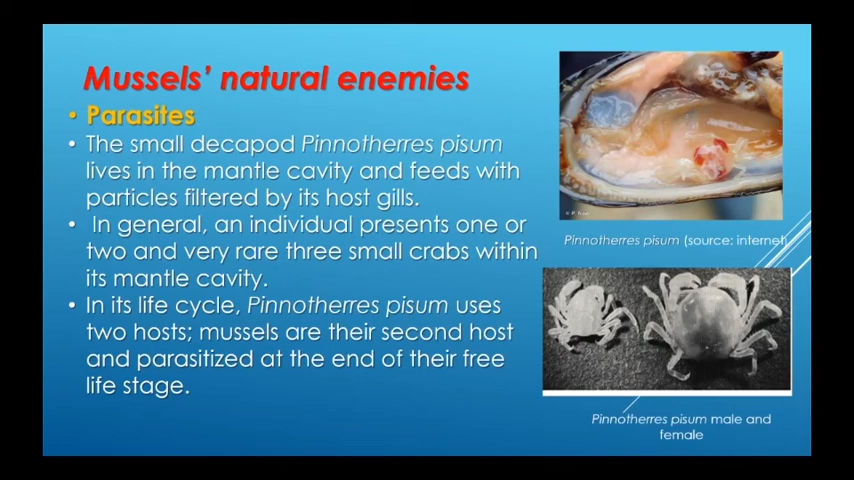 Mussels' natural enemies
• Parasites
• The small decapod Pinnotherres pisum
lives in the mantle cavity and feeds with
particles filtered by its host gills.
• In general, an individual presents one or
two and very rare three small crabs within
its mantle cavity.
• In its life cycle, Pinnotherres pisum uses
two hosts; mussels are their second host
and parasitized at the end of their free
life stage.
Pinnotherres pisum (source: internet)
Pinnotherres pisum male and
female